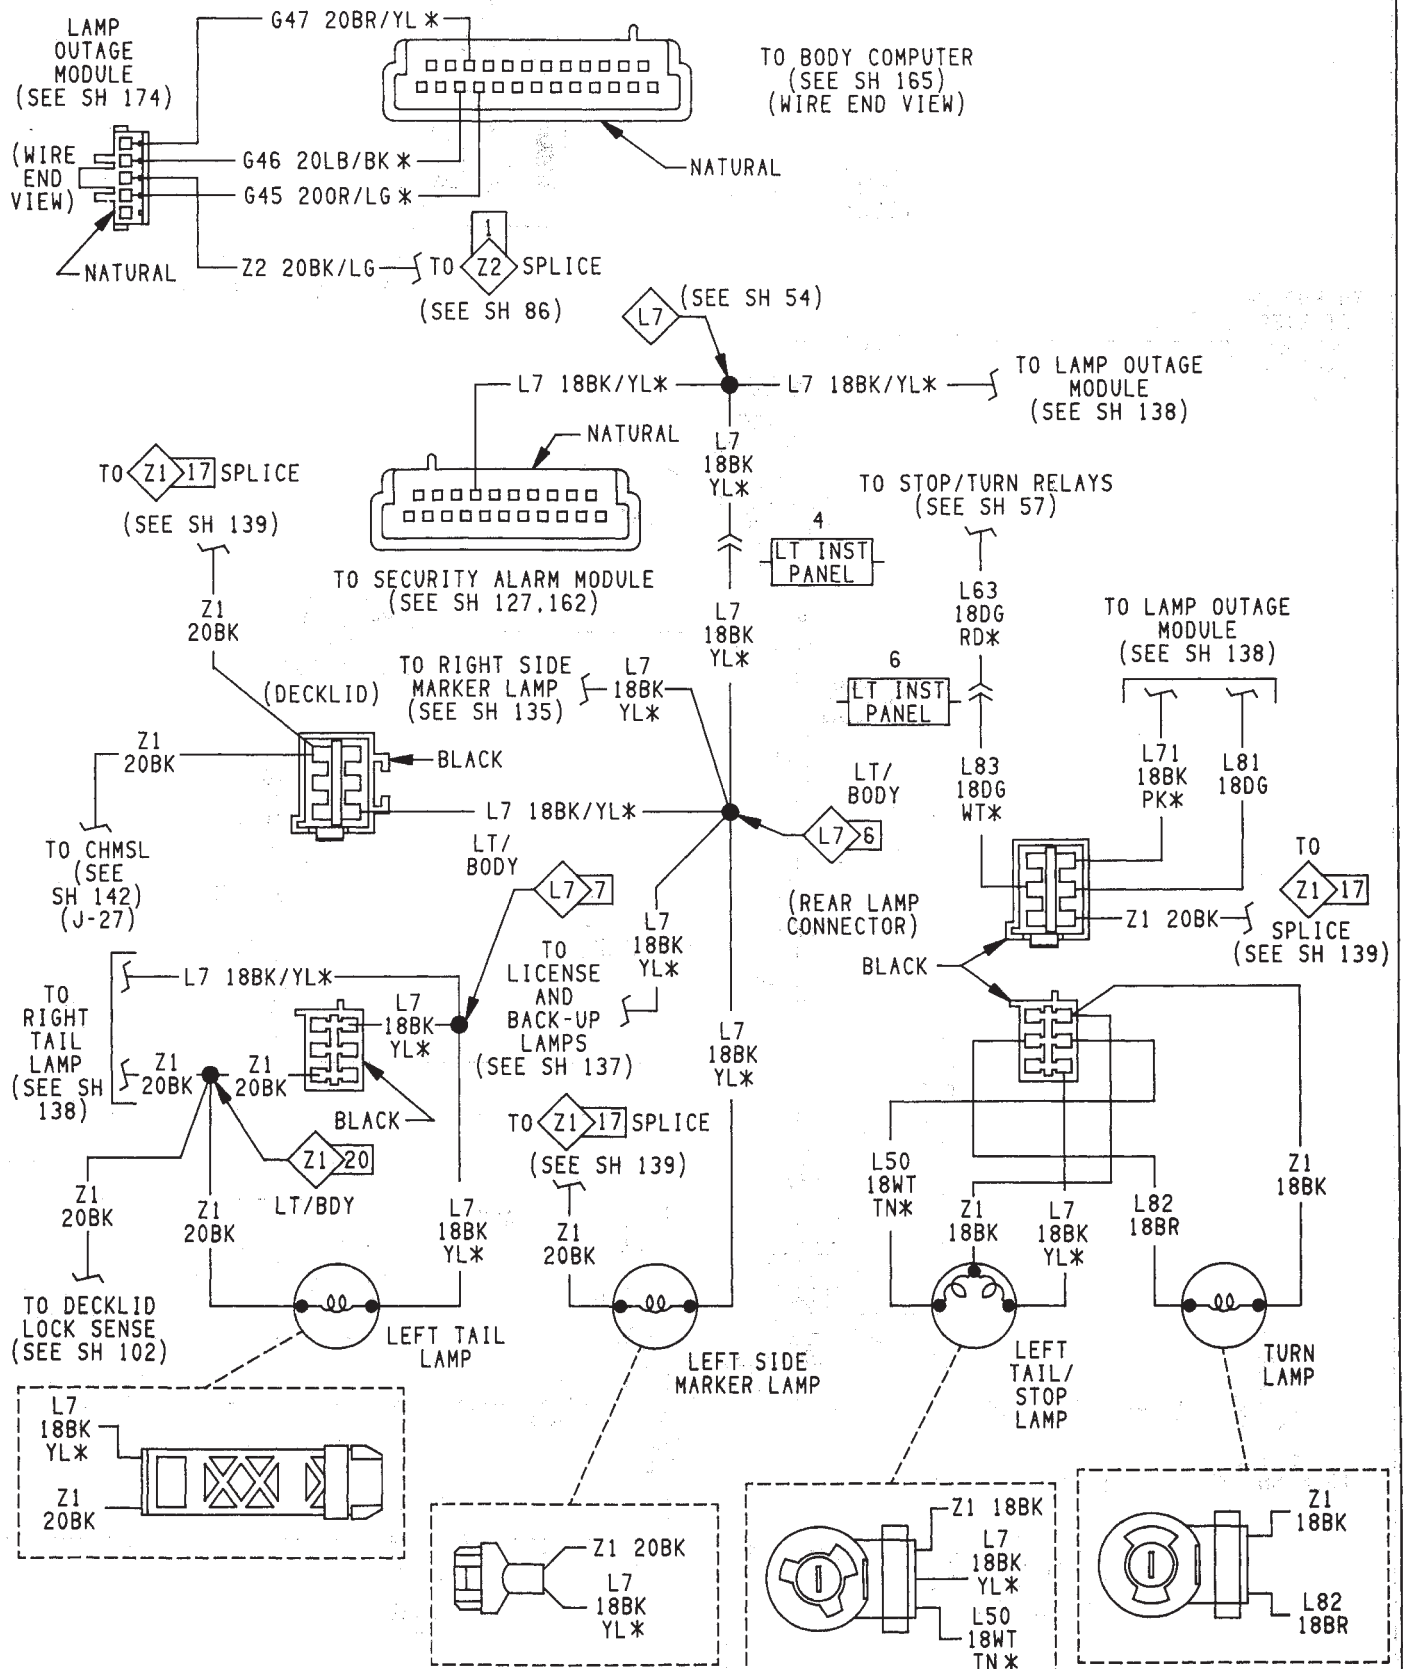 G47 20BR/YL*
LAMP
OUTAGE
MODULE
(SEE SH 174)
TO BODY COMPUTER
(SEE SH 165)
(WIRE END VIEW)
(WIRE
END
VIEW)
G46 20LB/BK*
NATURAL
G45 20OR/LG*
NATURAL
Z2 20BK/LG
TO
1
Z2
SPLICE
(SEE SH 86)
L7
(SEE SH 54)
L7 18BK/YL*
L7 18BK/YL*
TO LAMP OUTAGE
MODULE
(SEE SH 138)
NATURAL
L7
18BK
YL*
TO
Z1
17
SPLICE
(SEE SH 139)
TO STOP/TURN RELAYS
(SEE SH 57)
4
LT INST
PANEL
TO SECURITY ALARM MODULE
(SEE SH 127,162)
Z1
20BK
L7
18BK
YL*
L63
18DG
RD*
TO LAMP OUTAGE
MODULE
(SEE SH 138)
TO RIGHT SIDE
MARKER LAMP
(SEE SH 135)
L7
18BK
YL*
6
LT INST
PANEL
(DECKLID)
Z1
20BK
BLACK
L83
18DG
WT*
L71
18BK
PK*
L81
18DG
LT/
BODY
L7 18BK/YL*
L7
6
TO CHMSL
(SEE
SH 142)
(J-27)
LT/
BODY
L7
7
TO
Z1
17
SPLICE
(SEE SH 139)
(REAR LAMP
CONNECTOR)
Z1 20BK
L7
18BK
YL*
BLACK
TO
LICENSE
AND
BACK-UP
LAMPS
(SEE SH 137)
L7 18BK/YL*
TO
RIGHT
TAIL
LAMP
(SEE SH
138)
L7
18BK
YL*
L7
18BK
YL*
Z1
20BK
Z1
20BK
BLACK
TO
Z1
17
SPLICE
(SEE SH 139)
Z1
20
LT/BDY
Z1
20BK
Z1
20BK
L7
18BK
YL*
Z1
20BK
L50
18WT
TN*
Z1
18BK
L7
18BK
YL*
L82
18BR
Z1
18BK
TO DECKLID
LOCK SENSE
(SEE SH 102)
LEFT TAIL
LAMP
LEFT SIDE
MARKER LAMP
LEFT
TAIL/
STOP
LAMP
TURN
LAMP
L7
18BK
YL*
Z1
20BK
Z1 20BK
L7
18BK
YL*
Z1 18BK
L7
18BK
YL*
L50
18WT
TN*
Z1
18BK
L82
18BR